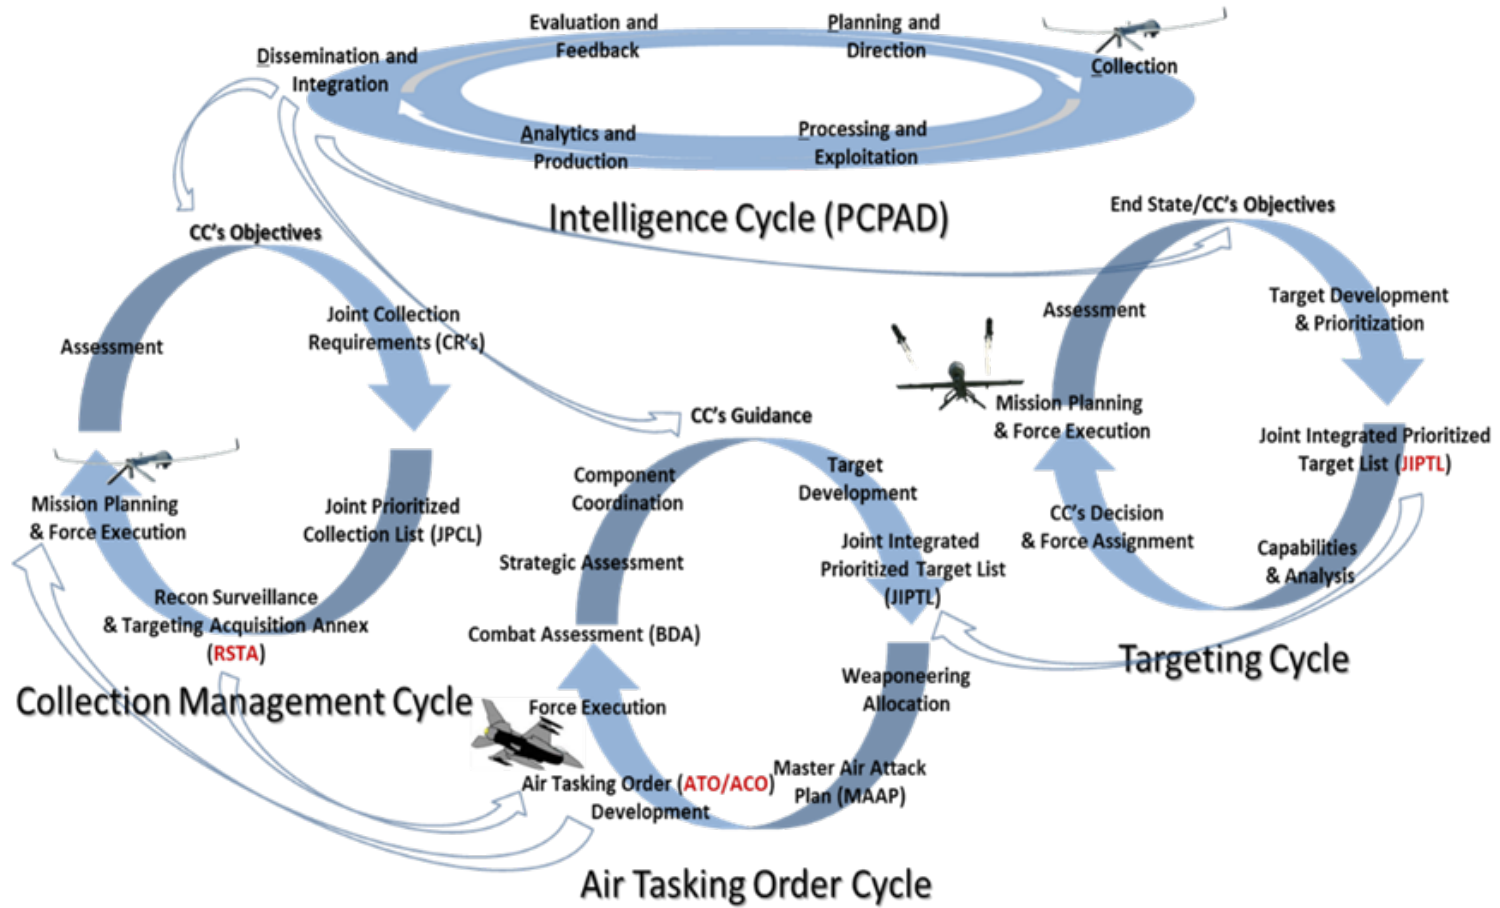 Evaluation and
Feedback
Planning and
Direction
Collection
Dissemination and
Integration
Analytics and
Production
Processing and
Exploitation
Intelligence Cycle (PCPAD)
CC's Objectives
Joint Collection
Requirements (CR's)
Assessment
Mission Planning
& Force Execution
Joint Prioritized
Collection List (JPCL)
Recon Surveillance
& Targeting Acquisition Annex
(RSTA)
Collection Management Cycle
CC's Guidance
Component
Coordination
Target
Development
Strategic Assessment
Joint Integrated
Prioritized Target List
(JIPTL)
Combat Assessment (BDA)
Weaponeering
Allocation
Force Execution
Air Tasking Order (ATO/ACO)
Development
Master Air Attack
Plan (MAAP)
Air Tasking Order Cycle
End State/CC's Objectives
Assessment
Target Development
& Prioritization
Mission Planning
& Force Execution
Joint Integrated Prioritized
Target List (JIPTL)
CC's Decision
& Force Assignment
Capabilities
& Analysis
Targeting Cycle